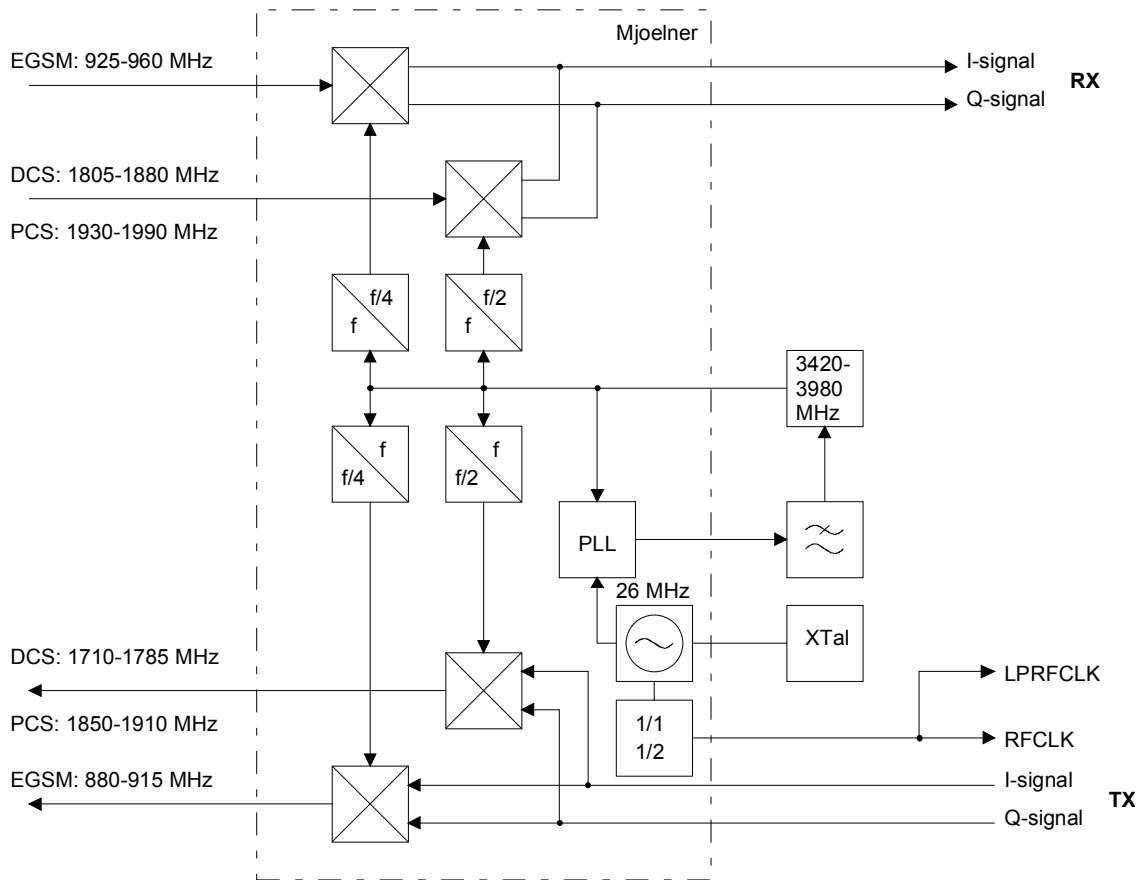 Mjoelner
EGSM: 925-960 MHz
I-signal
RX
Q-signal
DCS: 1805-1880 MHz
PCS: 1930-1990 MHz
f/4
f
f/2
f
3420-
3980
MHz
f
f/4
f
f/2
PLL
26 MHz
XTal
DCS: 1710-1785 MHz
LPRFCLK
PCS: 1850-1910 MHz
1/1
1/2
RFCLK
EGSM: 880-915 MHz
I-signal
TX
Q-signal